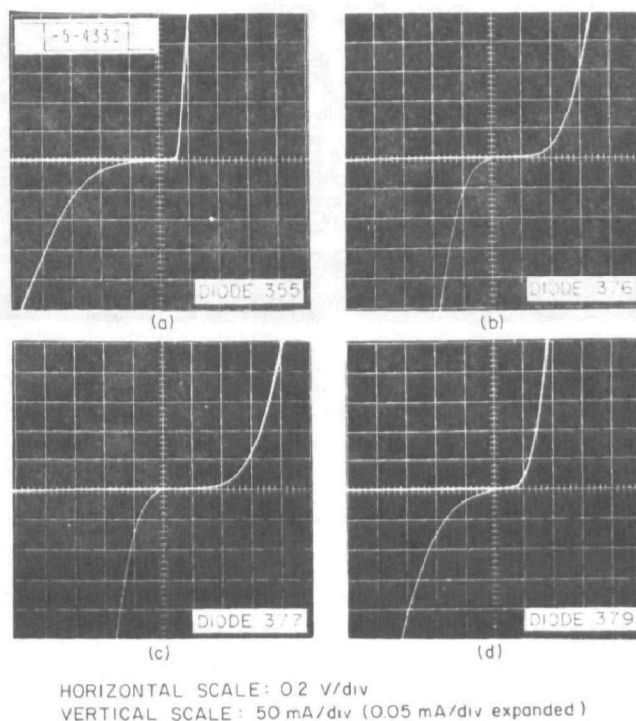 -5-4332
DIODE 355
DIODE 376
(a)
(b)
DIODE 377
DIODE 379
(c)
(d)
HORIZONTAL SCALE: 0.2 V/div
VERTICAL SCALE: 50 mA/div (0.05 mA/div expanded)